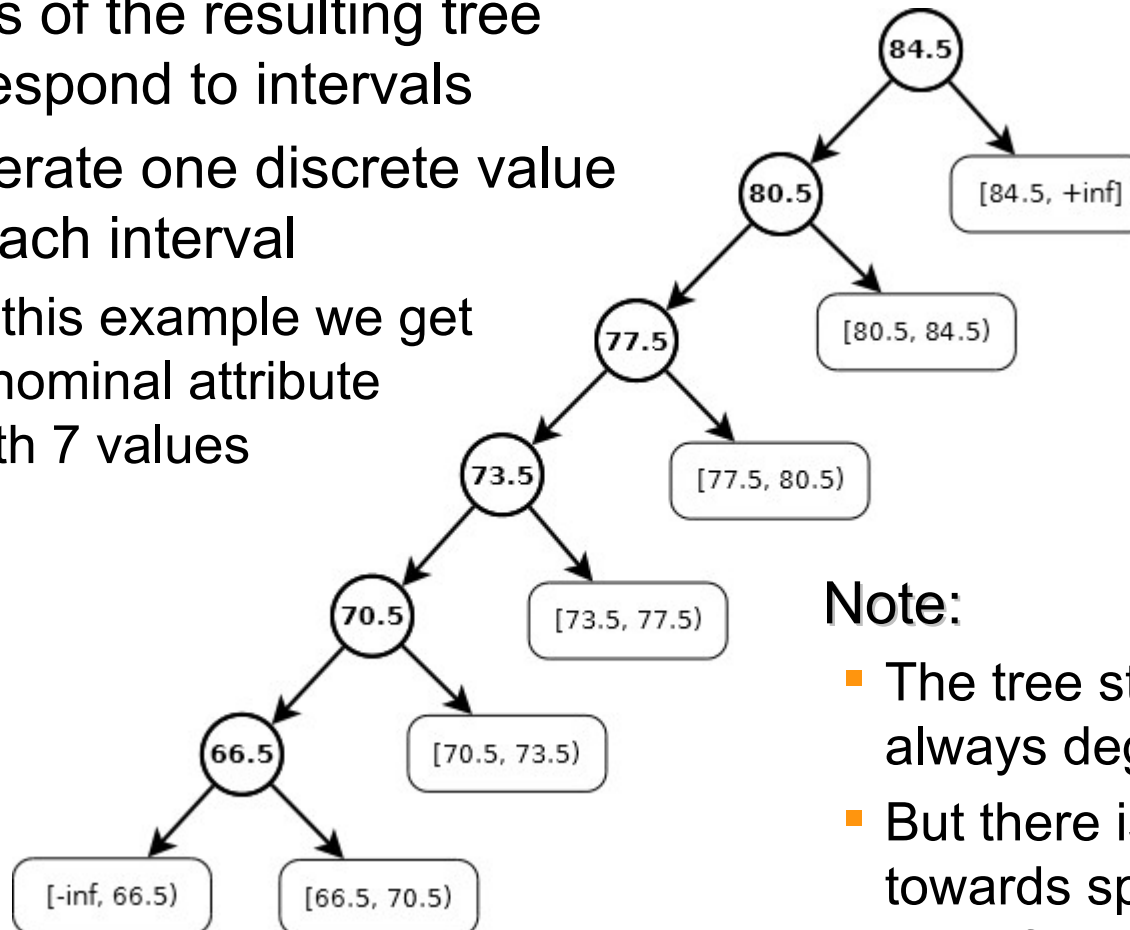 s of the resulting tree
espond to intervals
erate one discrete value
ach interval
this example we get
nominal attribute
th 7 values
84.5
80.5
[84.5, +inf]
77.5
[80.5, 84.5)
73.5
[77.5, 80.5)
70.5
[73.5, 77.5)
66.5
[70.5, 73.5)
[-inf, 66.5)
[66.5, 70.5)
Note:
The tree st
always deg
But there is
towards sp